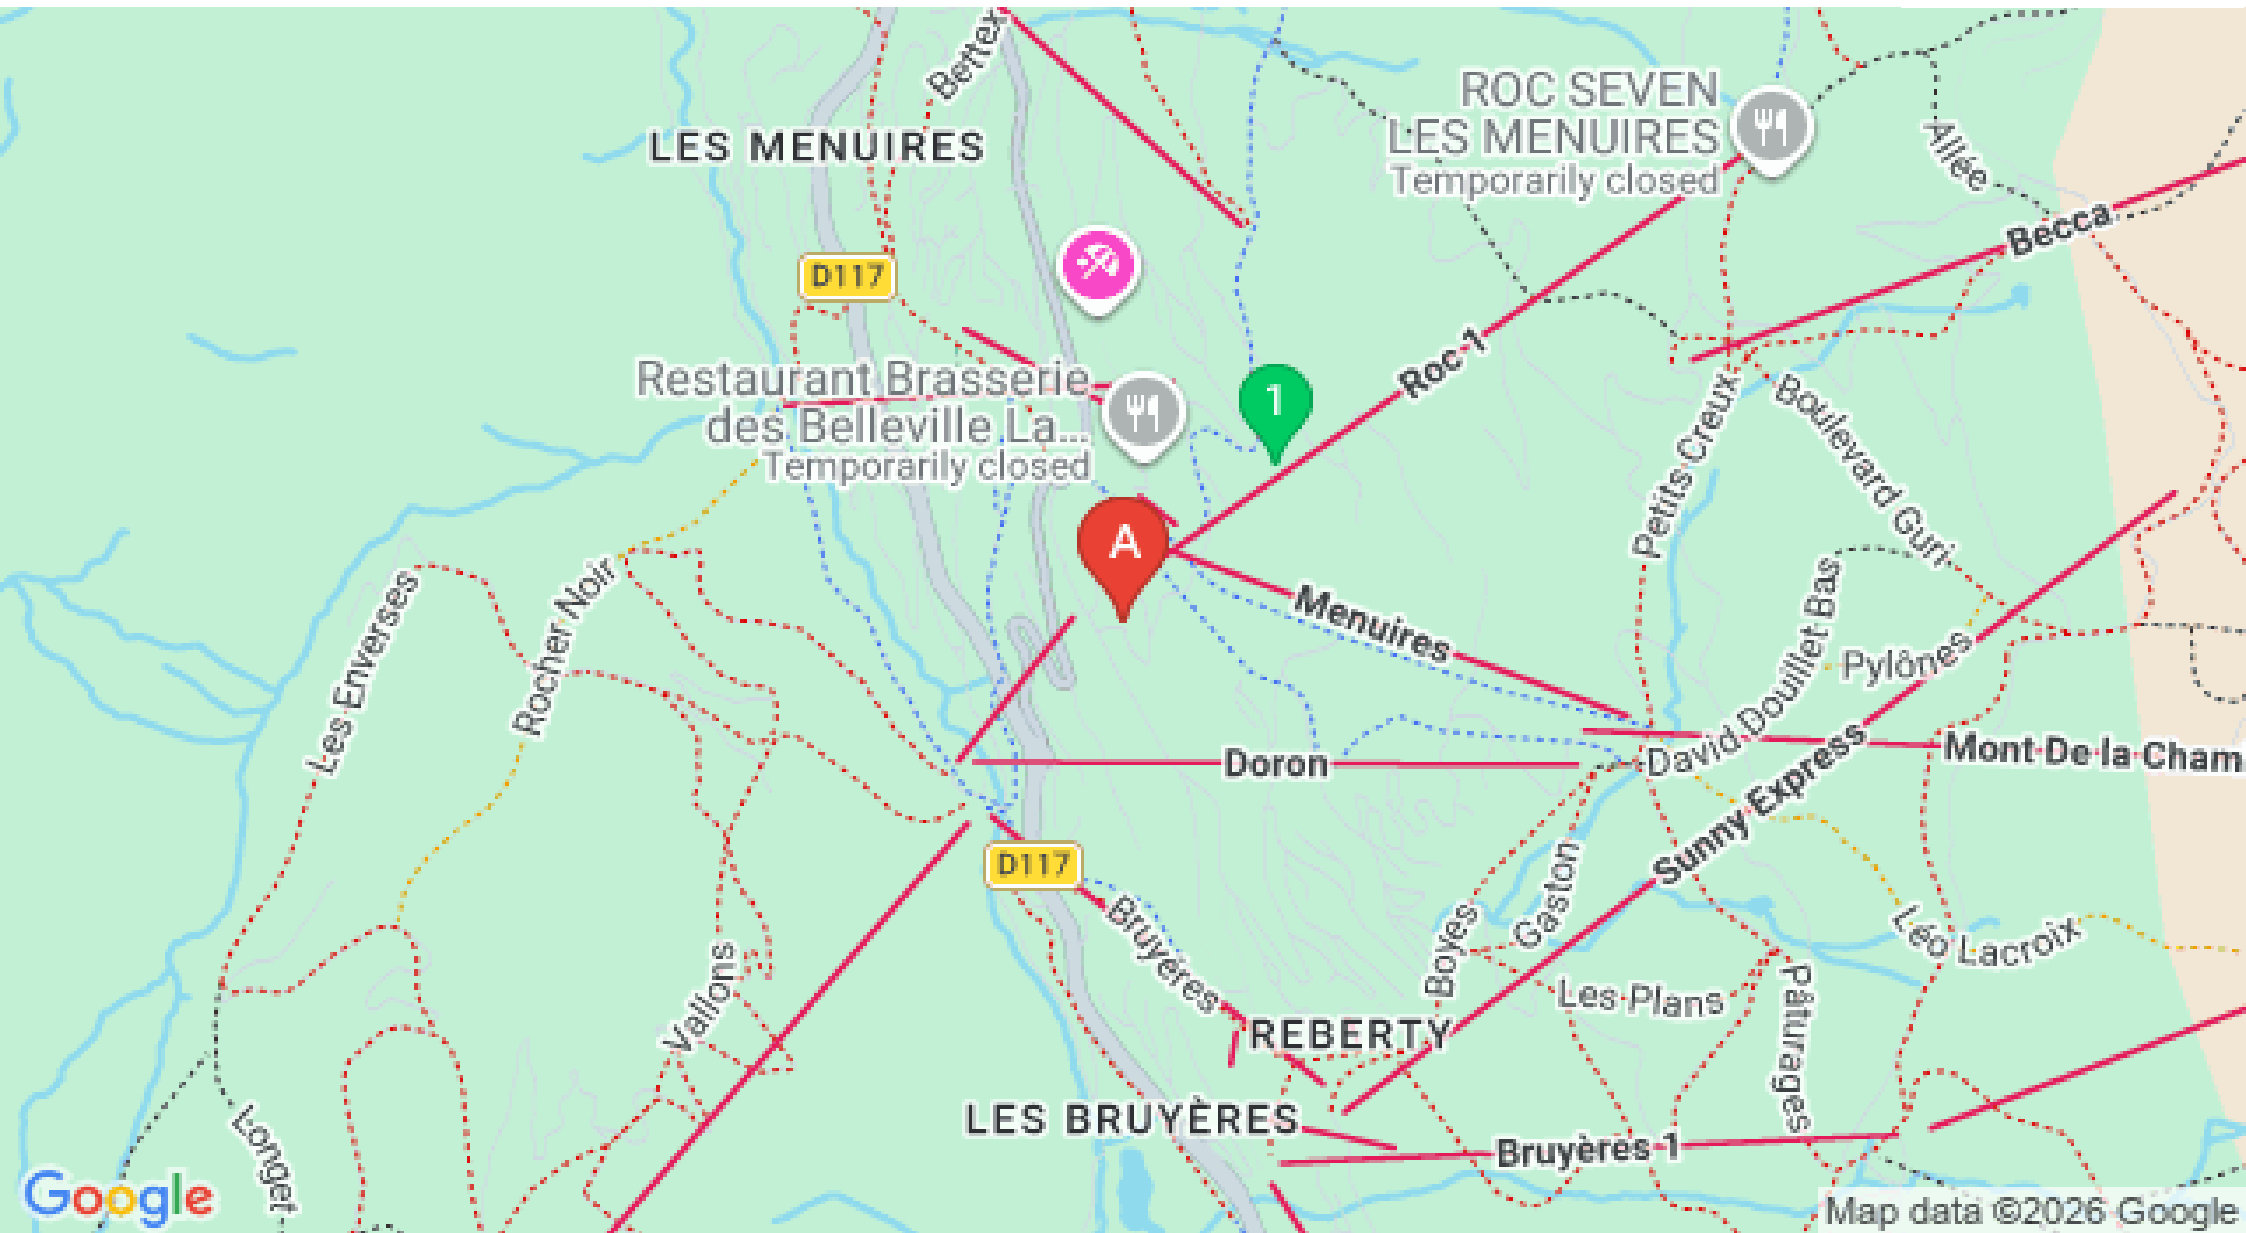 Bettex
ROC SEVEN
LES MENUIRES
Temporarily closed
LES MENUIRES
Allée
Becca
D117
Roc 1
Restaurant Brasserie
des Belleville La...
Temporarily closed
1
Petits Creux
Boulevard Guri
A
Les Enverses
Rocher Noir
Menuires
David Douillet Bas
Pylônes
Doron
Mont De la Cham
Sunny Express
D117
Bruyères
Boyes
Gaston
Léo Lacroix
Vallons
Les Plans
Pâturages
REBERTY
LES BRUYÈRES
Bruyères 1
Longet
Google
Map data ©2026 Google